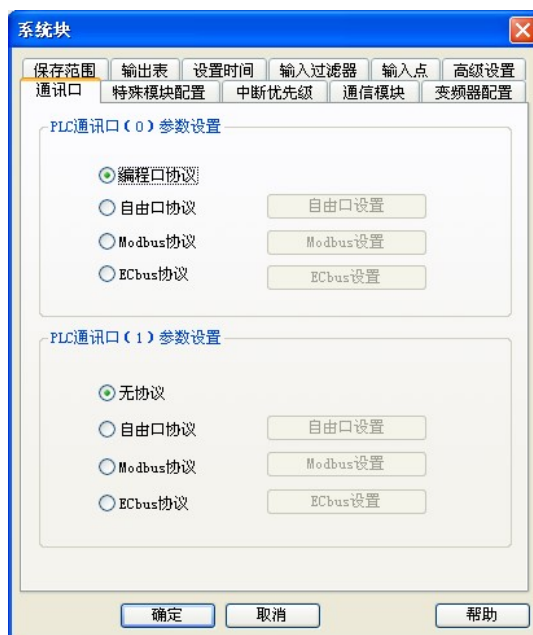 系统块
保存范围 输出表 设置时间 输入过滤器 输入点 高级设置
通讯口 特殊模块配置 中断优先级 通信模块 变频器配置
PLC通讯口(0)参数设置
编程口协议
自由口协议 自由口设置
Modbus协议 Modbus设置
ECbus协议 ECbus设置
PLC通讯口(1)参数设置
无协议
自由口协议 自由口设置
Modbus协议 Modbus设置
ECbus协议 ECbus设置
确定 取消 帮助